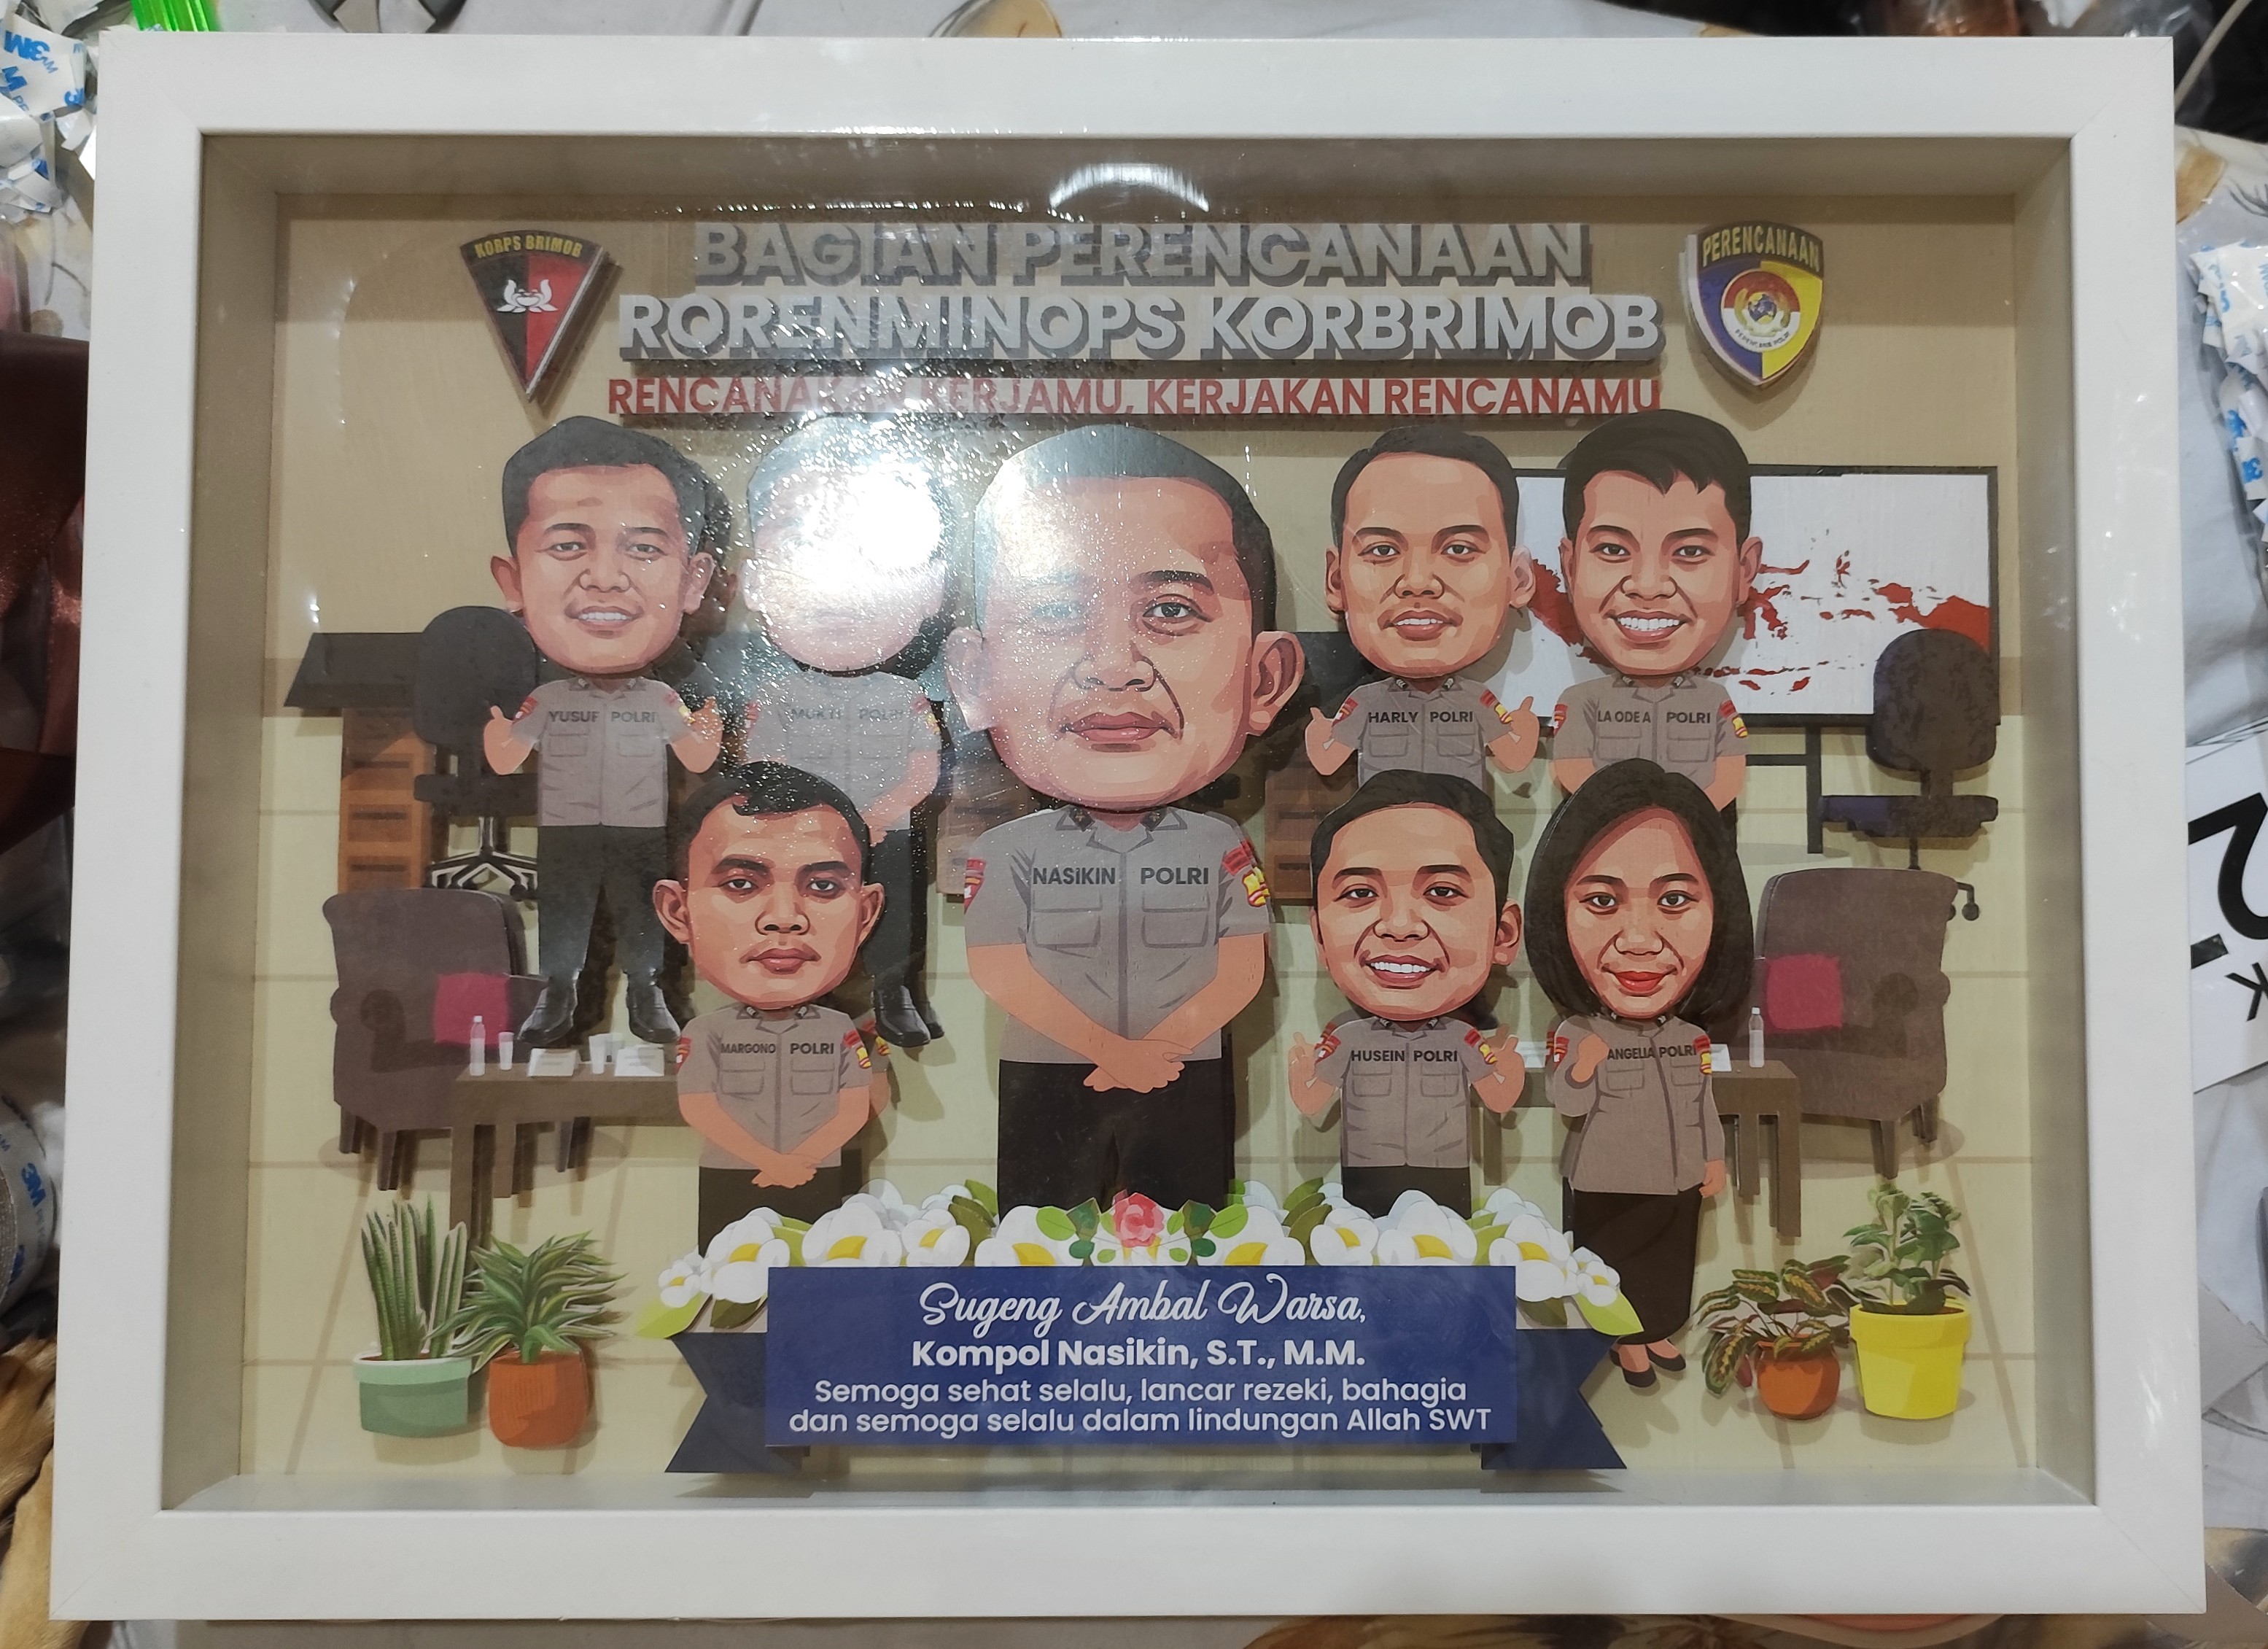 KORPS BRIMOB
BAGIAN PERENCANAAN
RORENMINOPS KORBRIMOB
PERENCANAAN
KERJAMU, KERJAKAN RENCANAMU
YUSUF POLRI
POLRI
HARLY POLRI
LA ODE A POLRI
NASIKIN POLRI
MARGONO POLRI
HUSEIN POLRI
ANGELIA POLRI
Sugeng Ambal Warsa,
Kompol Nasikin, S.T., M.M.
Semoga sehat selalu, lancar rezeki, bahagia
dan semoga selalu dalam lindungan Allah SWT
3M
3M